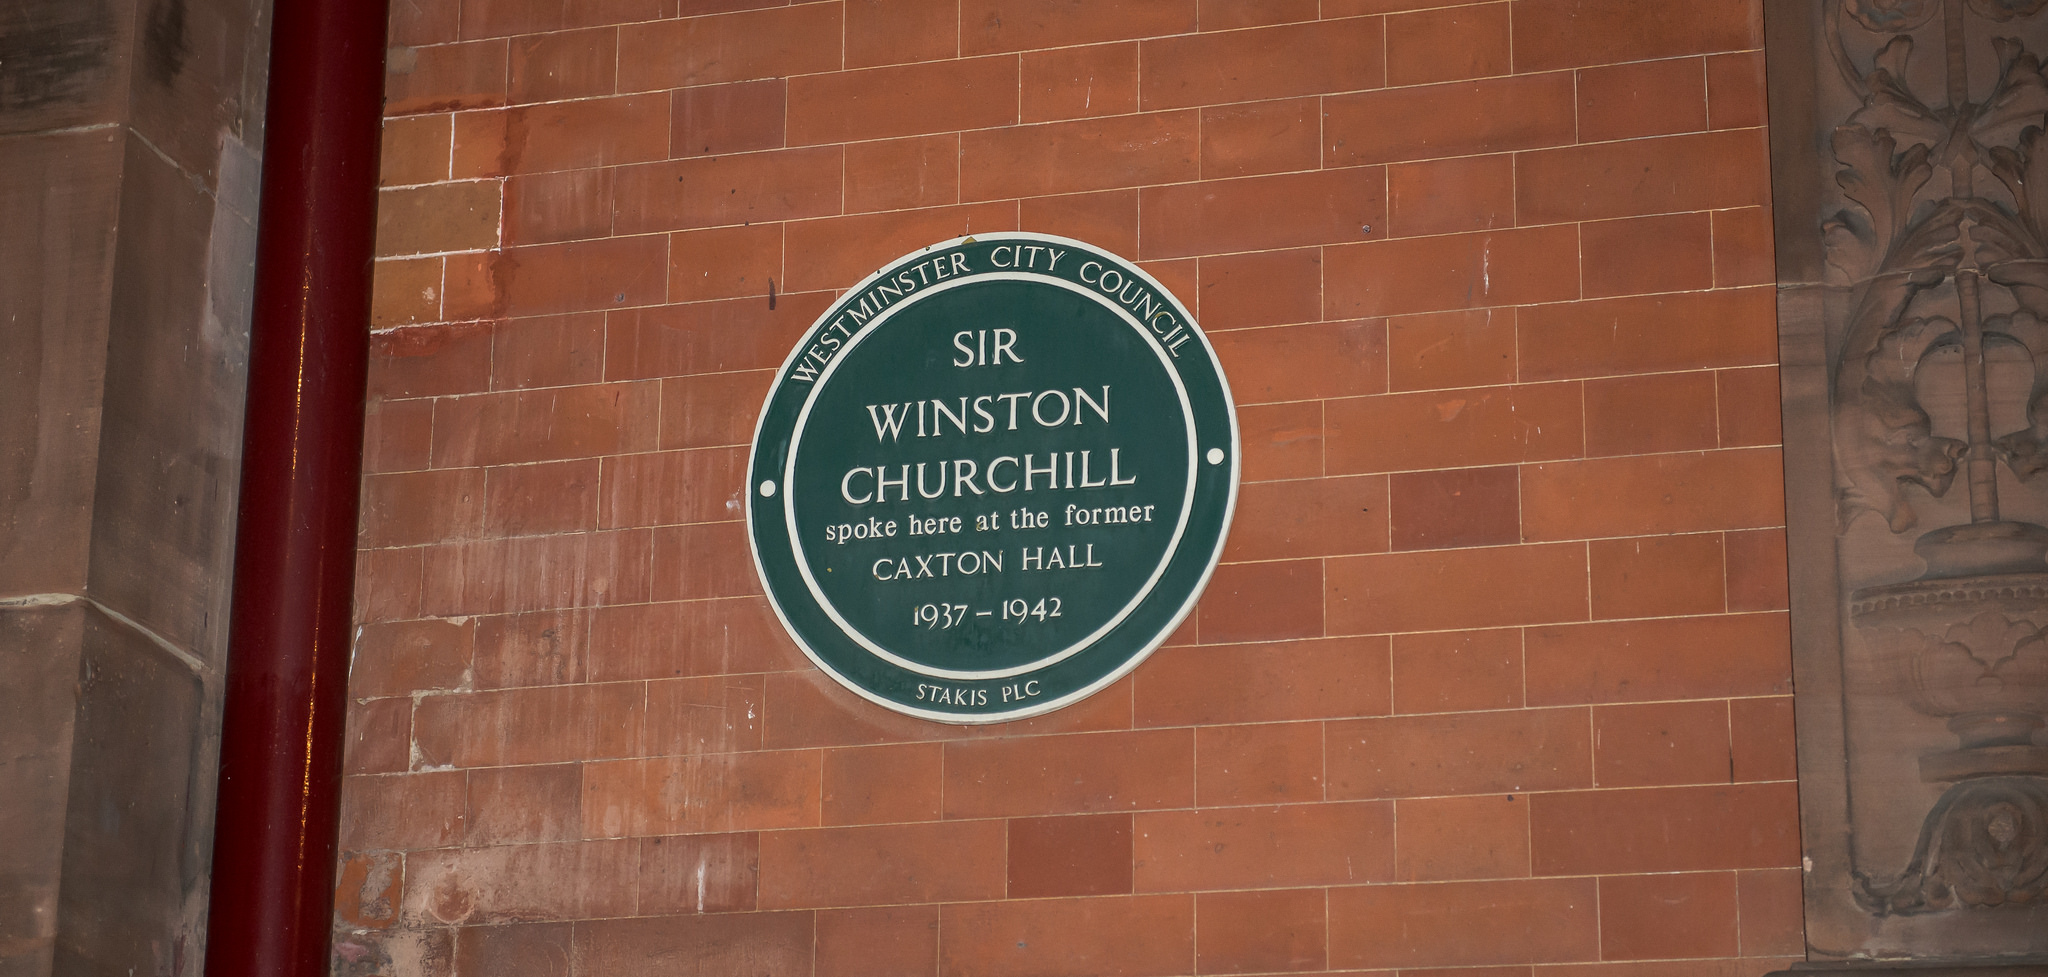 WESTMINSTER CITY COUNCIL
SIR
WINSTON
CHURCHILL
spoke here at the former
CAXTON HALL
1937 – 1942
STAKIS PLC